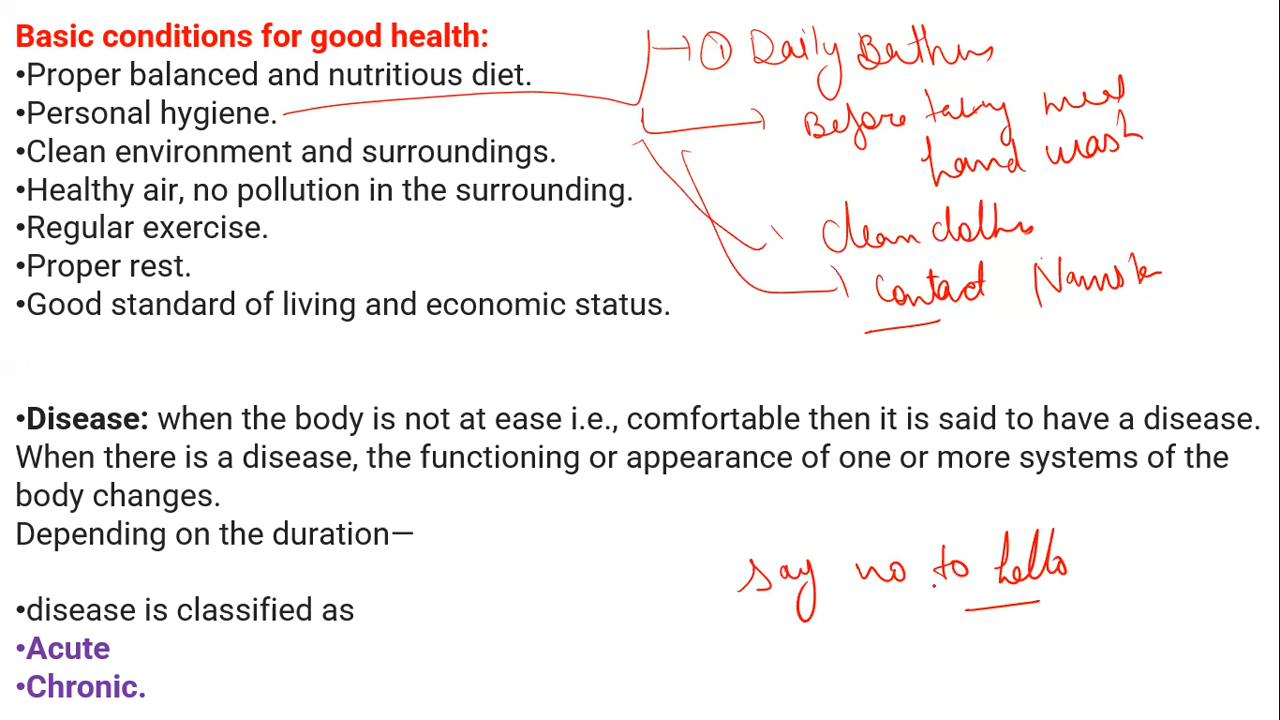 Basic conditions for good health:
•Proper balanced and nutritious diet.
•Personal hygiene.
•Clean environment and surroundings.
•Healthy air, no pollution in the surrounding.
•Regular exercise.
•Proper rest.
•Good standard of living and economic status.
① Daily
Before taking meal
hand wash
clean clothes
contact
•Disease: when the body is not at ease i.e., comfortable then it is said to have a disease.
When there is a disease, the functioning or appearance of one or more systems of the
body changes.
Depending on the duration—
say no to hello
•disease is classified as
•Acute
•Chronic.